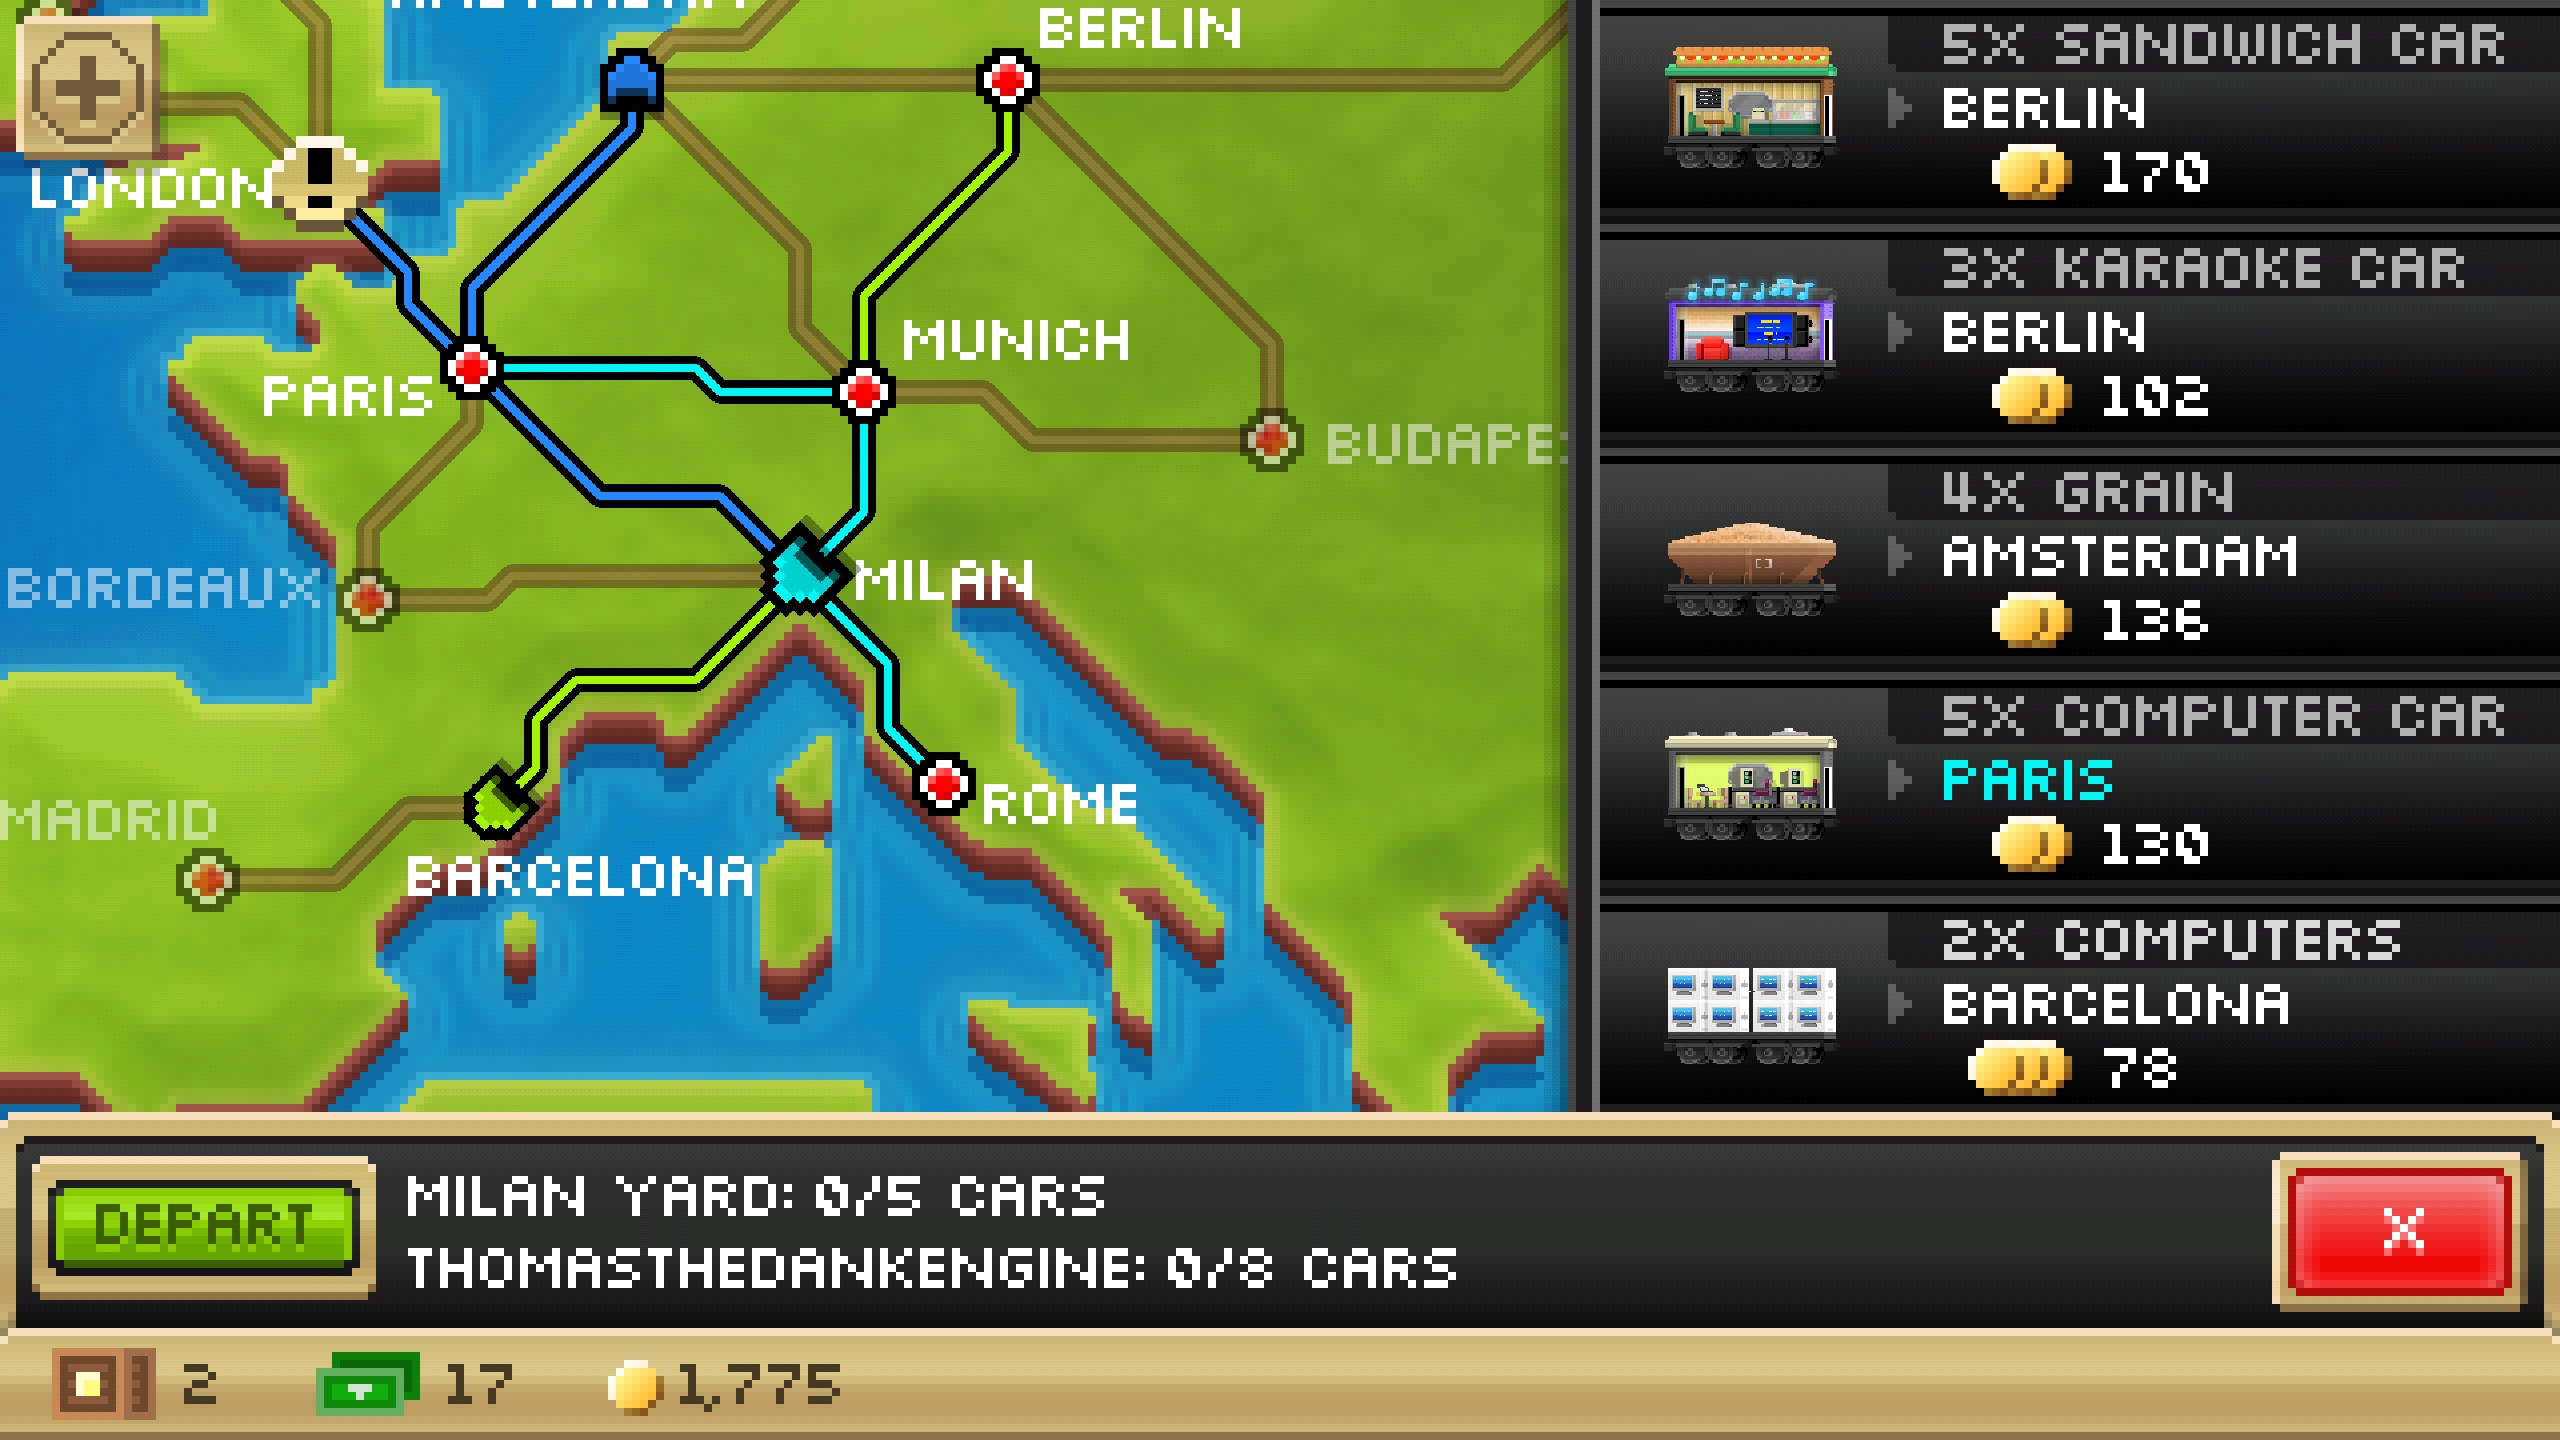 AMSTERDAM
BERLIN
LONDON
MUNICH
PARIS
BUDAPES
BORDEAUX
MILAN
MADRID
ROME
BARCELONA
5X SANDWICH CAR
BERLIN
170
3X KARAOKE CAR
BERLIN
102
4X GRAIN
AMSTERDAM
136
5X COMPUTER CAR
PARIS
130
2X COMPUTERS
BARCELONA
78
DEPART
MILAN YARD: 0/5 CARS
THOMASTHEDANKENGINE: 0/8 CARS
X
2
17
1,775